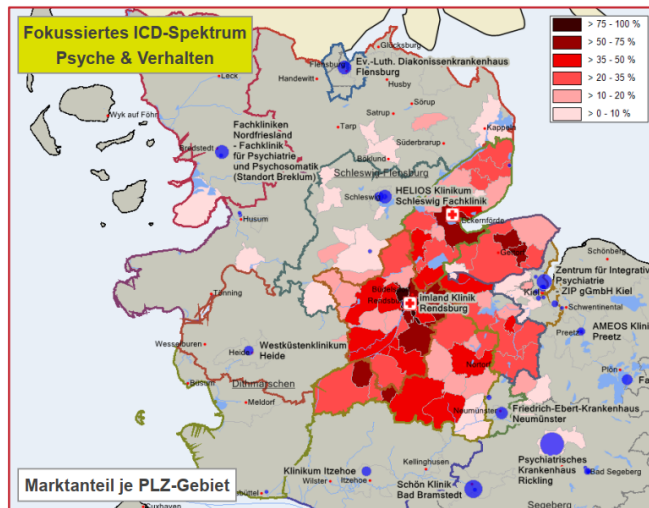 Fokussiertes ICD-Spektrum
Psyche & Verhalten
> 75 - 100 %
> 50 - 75 %
> 35 - 50 %
> 20 - 35 %
> 10 - 20 %
> 0 - 10 %
Glücksburg
Flensburg
Ev.-Luth. Diakonissenkrankenhaus
Flensburg
Leck
Handewitt
Husby
Wyk auf Föhr
Sörup
Satrup
Tarp
Kappeln
Süderbrarup
Fachkliniken
Nordfriesland
- Fachklinik
für Psychiatrie
und Psychosomatik
(Standort Breklum)
Bredstedt
Böklund
Schleswig-Flensburg
HELIOS Klinikum
Schleswig Fachklinik
Schleswig
Husum
Eckernförde
Gettorf
Schönberg
Zentrum für Integrative
Psychiatrie
- ZIP gGmbH Kiel
Kiel
Schwentinental
Tönning
Büdelsdorf
Rendsburg
imland Klinik
Rendsburg
AMEOS Klinikum
Preetz
Preetz
Wesselburen
Heide
Westküstenklinikum
Heide
Nortorf
Plön
Büsum
Dithmarschen
Meldorf
Neumünster
Friedrich-Ebert-Krankenhaus
Neumünster
Psychiatrisches
Krankenhaus
Rickling
Kellinghusen
Klinikum Itzehoe
Wilster
Itzehoe
Bad Segeberg
Schön Klinik
Bad Bramstedt
Segeberg
Marktanteil je PLZ-Gebiet
Cuxhaven